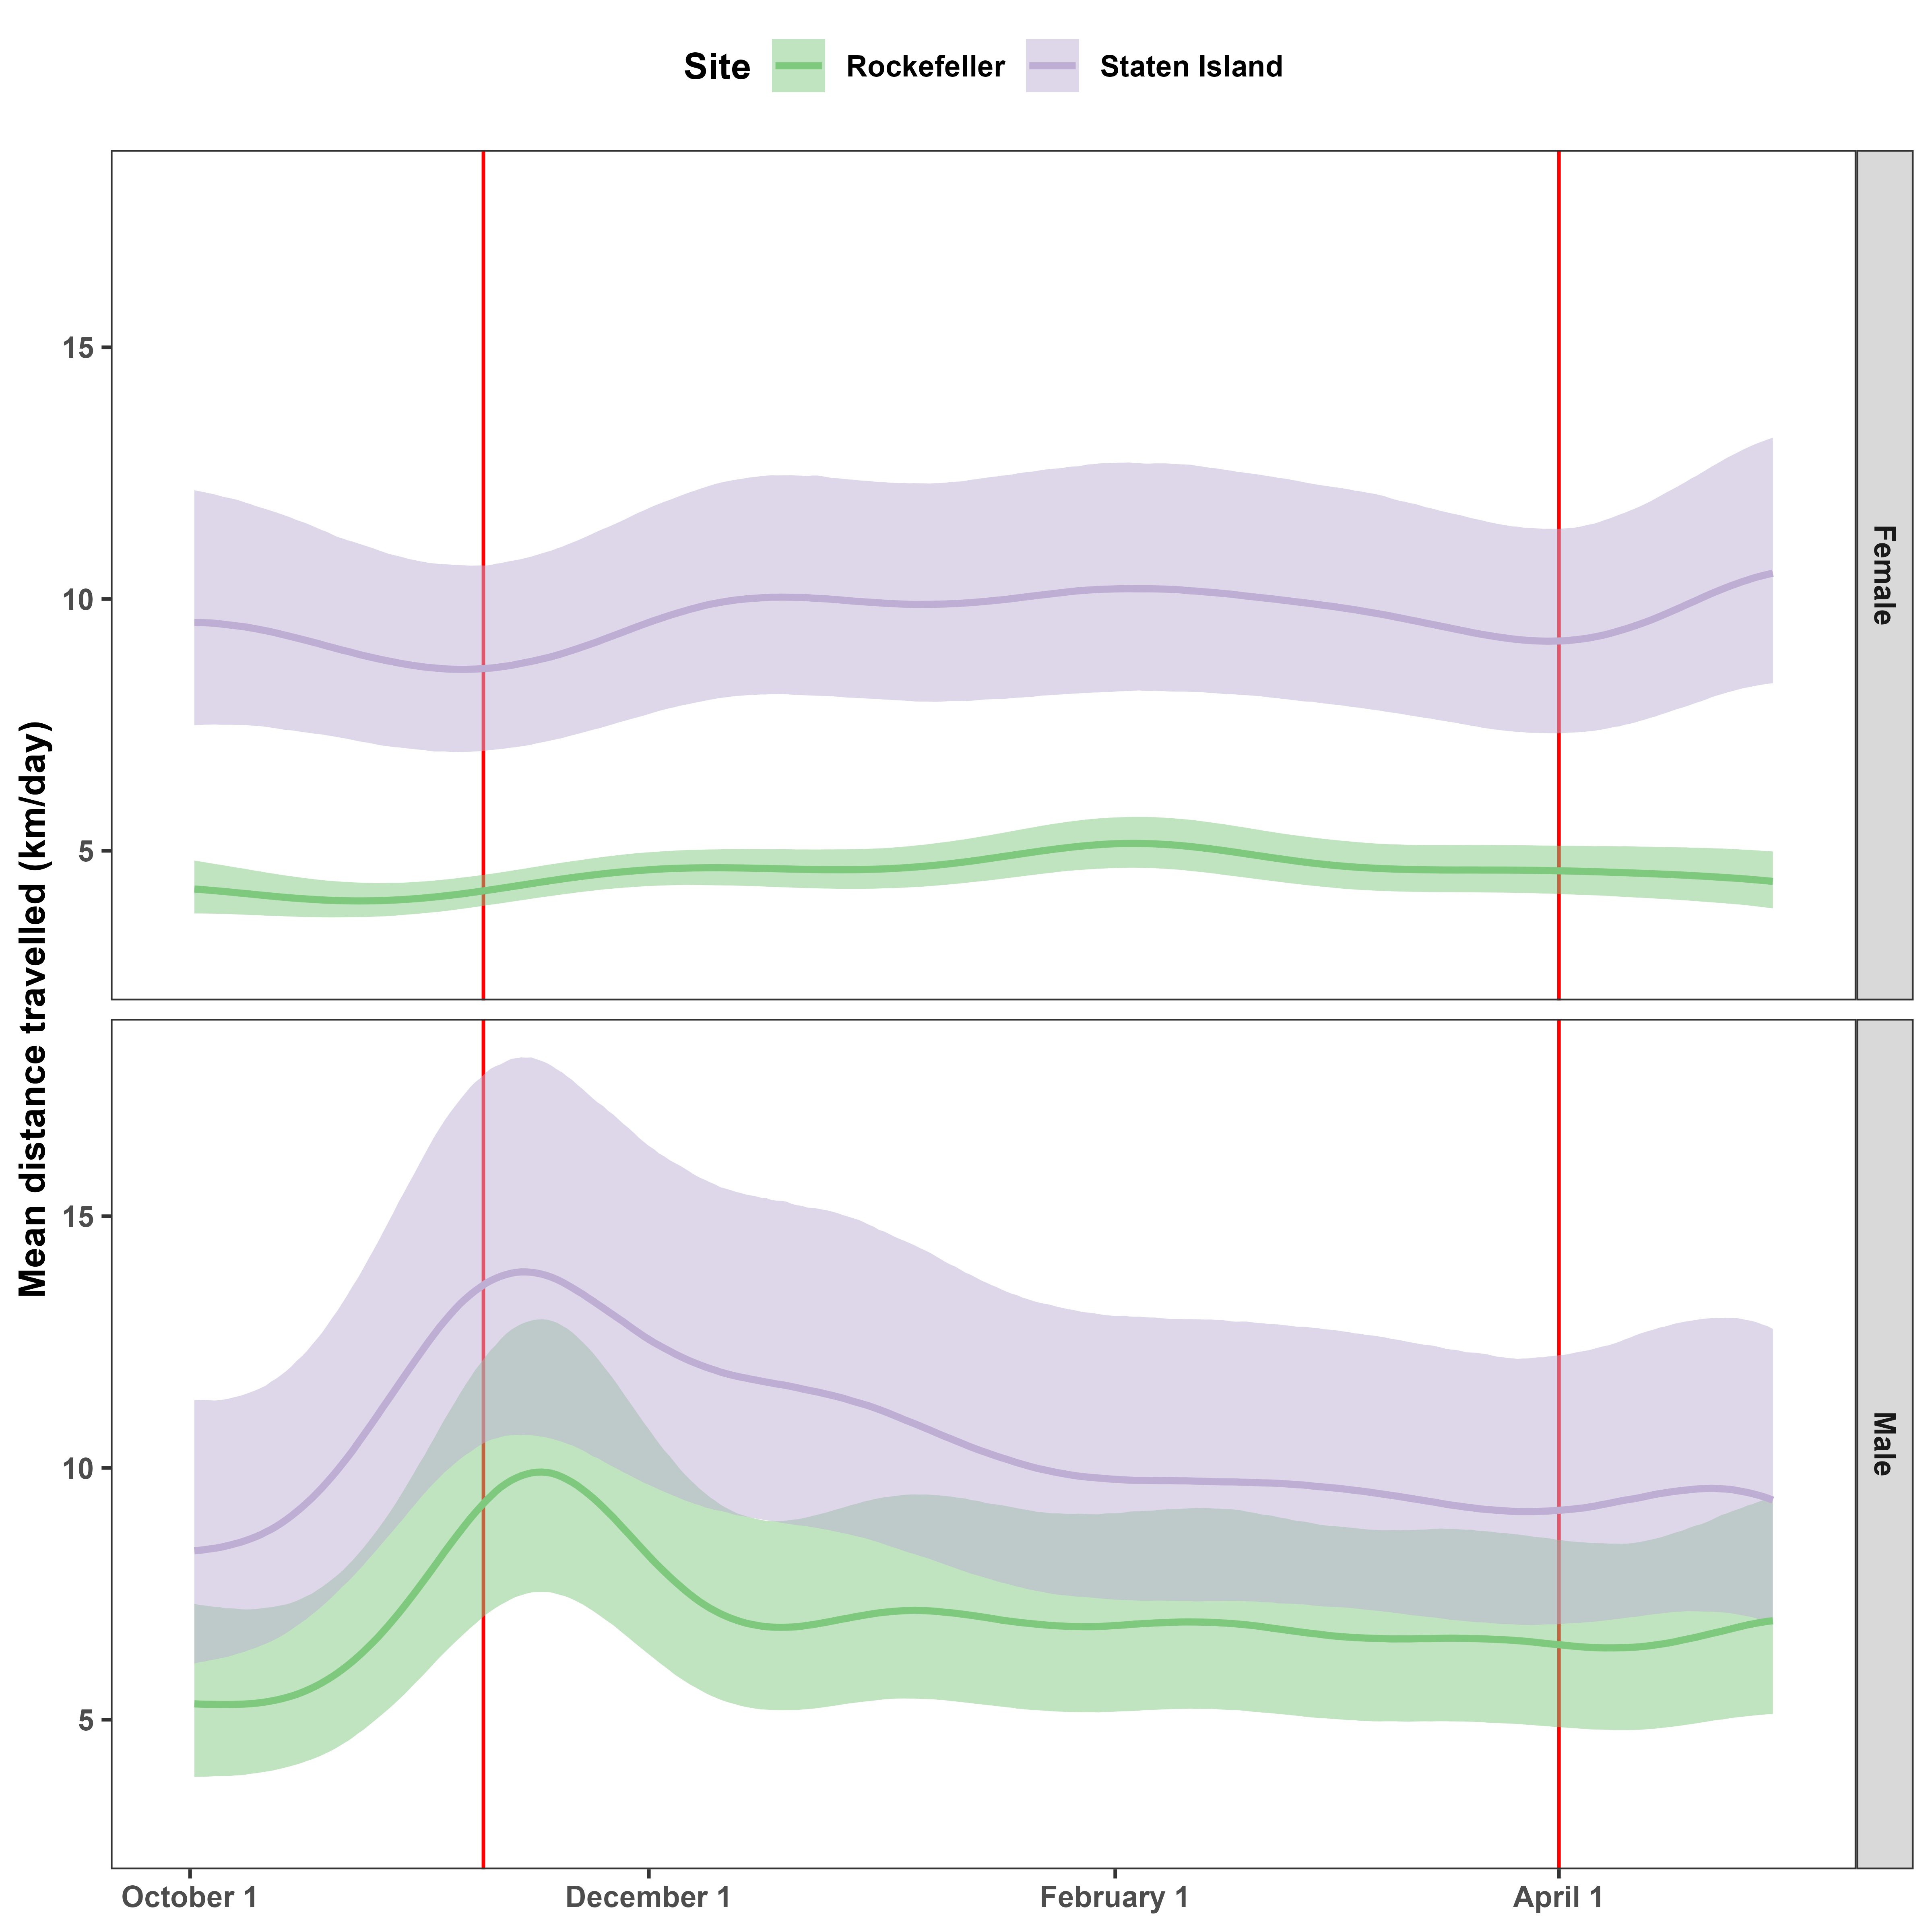 Site Rockefeller Staten Island
Mean distance travelled (km/day)
15
10
5
Female
15
10
5
Male
October 1 December 1 February 1 April 1